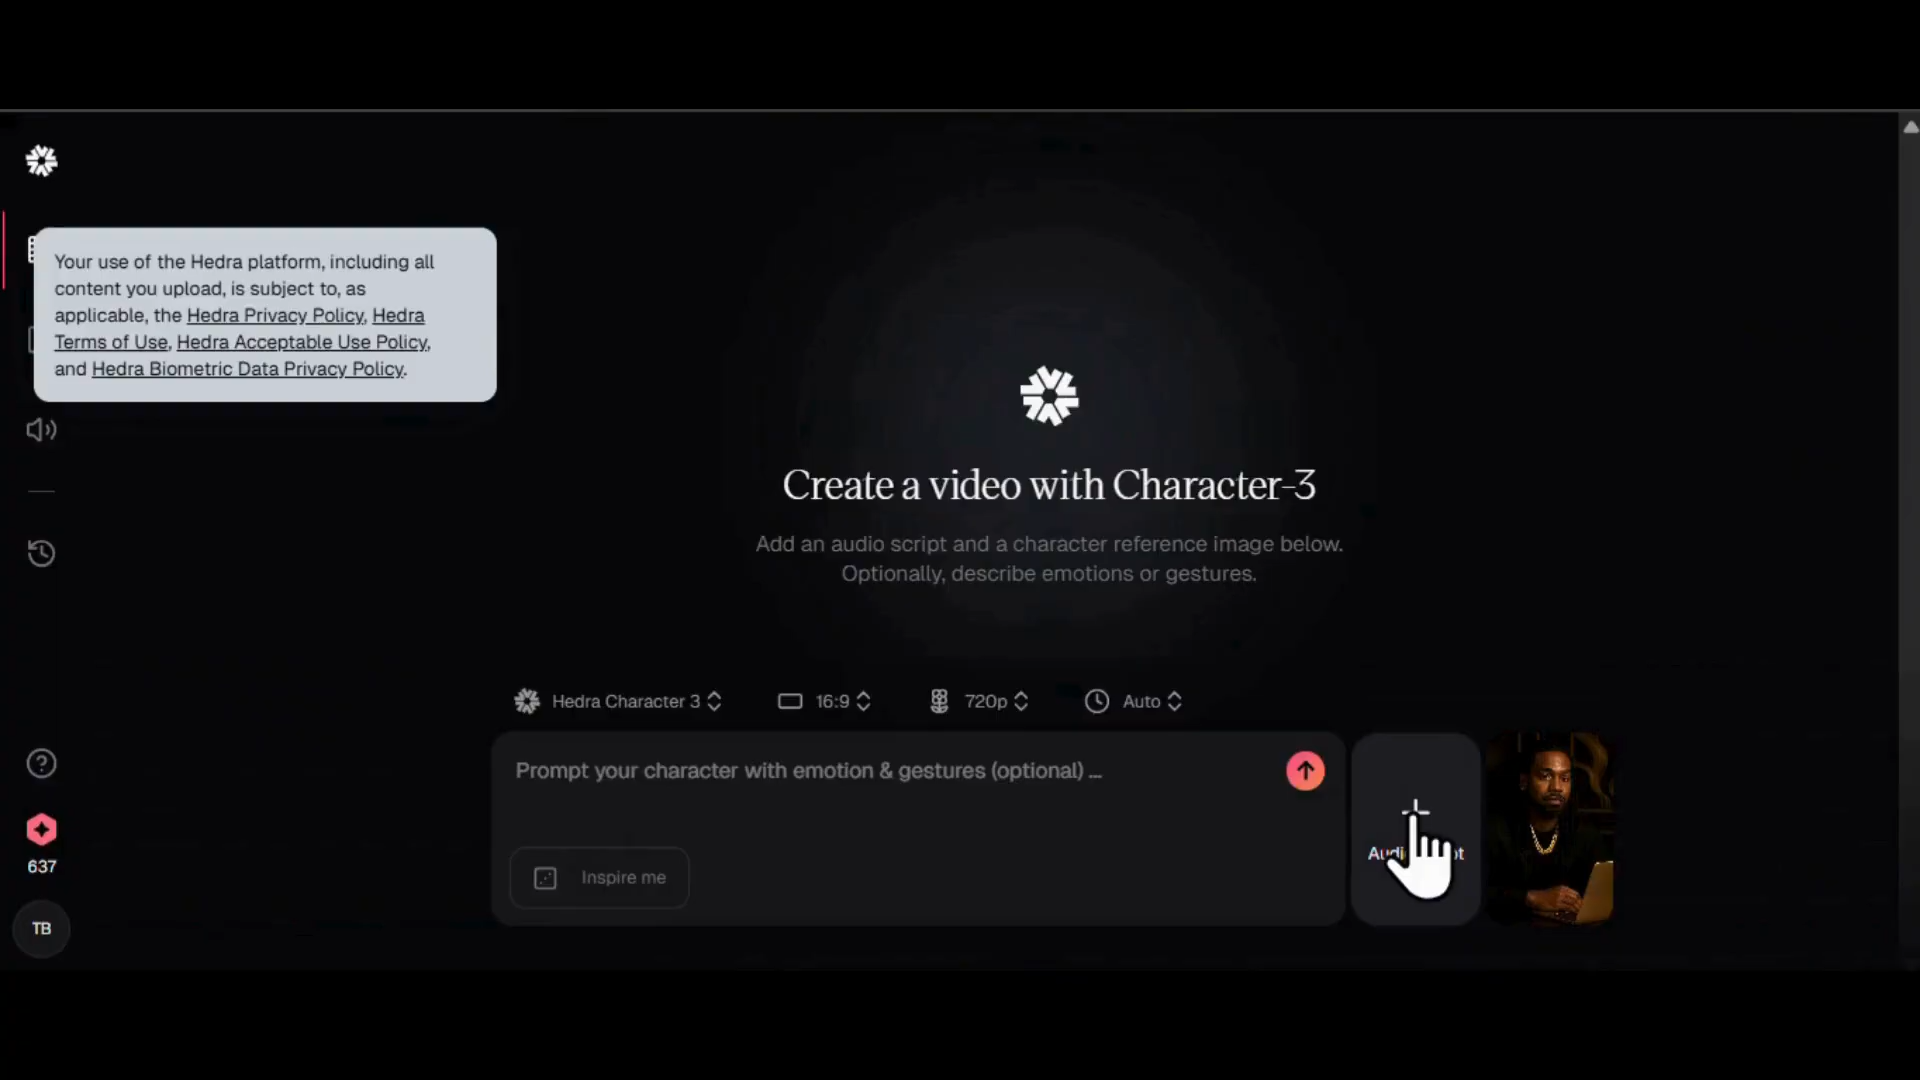 Your use of the Hedra platform, including all
content you upload, is subject to, as
applicable, the Hedra Privacy Policy, Hedra
Terms of Use, Hedra Acceptable Use Policy,
and Hedra Biometric Data Privacy Policy.
Create a video with Character-3
Add an audio script and a character reference image below.
Optionally, describe emotions or gestures.
Hedra Character 3 16:9 720p Auto
Prompt your character with emotion & gestures (optional) ...
Inspire me
637
TB